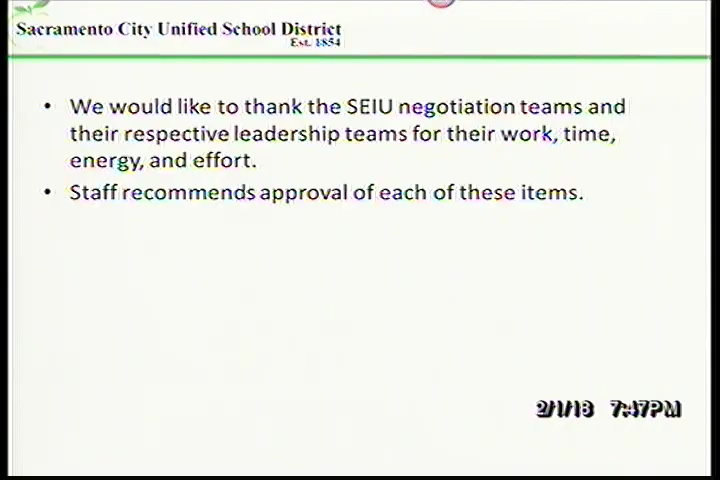 Sacramento City Unified School District
Est. 1854
• We would like to thank the SEIU negotiation teams and
their respective leadership teams for their work, time,
energy, and effort.
• Staff recommends approval of each of these items.
2/1/18 7:47PM